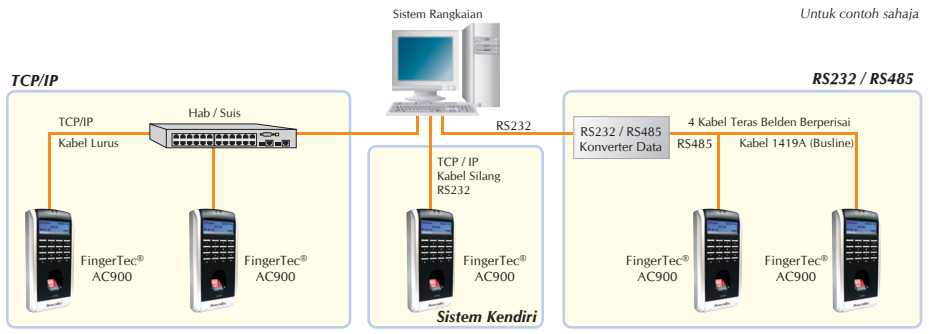 Sistem Rangkaian
Untuk contoh sahaja
TCP/IP
RS232 / RS485
Hab / Suis
TCP/IP
Kabel Lurus
RS232
RS232 / RS485
Konverter Data
4 Kabel Teras Belden Berperisai
RS485
Kabel 1419A (Busline)
TCP / IP
Kabel Silang
RS232
FingerTec®
AC900
FingerTec®
AC900
FingerTec®
AC900
FingerTec®
AC900
FingerTec®
AC900
Sistem Kendiri